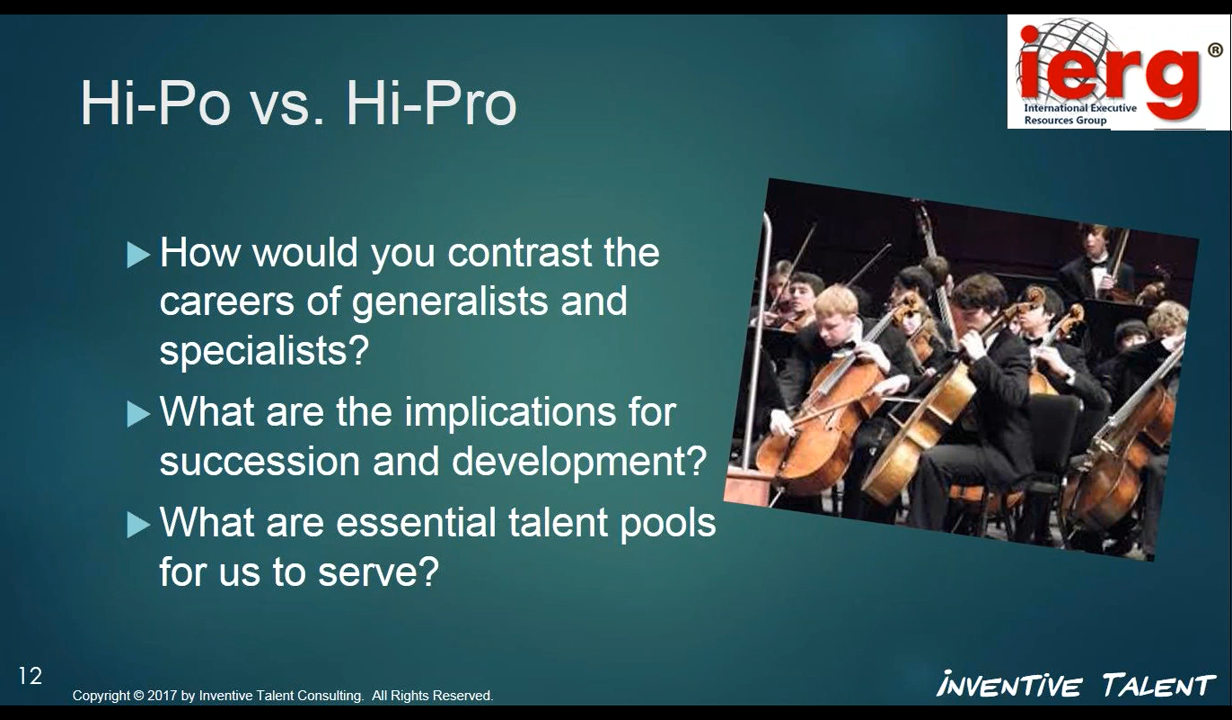 ierg ®
International Executive
Resources Group
Hi-Po vs. Hi-Pro
How would you contrast the
careers of generalists and
specialists?
What are the implications for
succession and development?
What are essential talent pools
for us to serve?
12
Copyright © 2017 by Inventive Talent Consulting. All Rights Reserved.
INVENTIVE TALENT